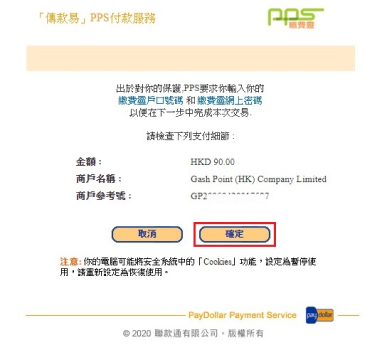 「傳款易」PPS付款服務
PPS
繳費靈
出於對你的保護,PPS要求你輸入你的
繳費靈戶口號碼 和 繳費靈網上密碼
以便在下一步中完成本次交易.
請檢查下列支付細節 :
金額 : HKD 90.00
商戶名稱 : Gash Point (HK) Company Limited
商戶參考號 :
取消 確定
注意: 你的電腦可能將安全系統中的「Cookies」功能，設定為暫停使
用，請重新設定為恢復使用。
PayDollar Payment Service paydollar
© 2020 聯款通有限公司。版權所有